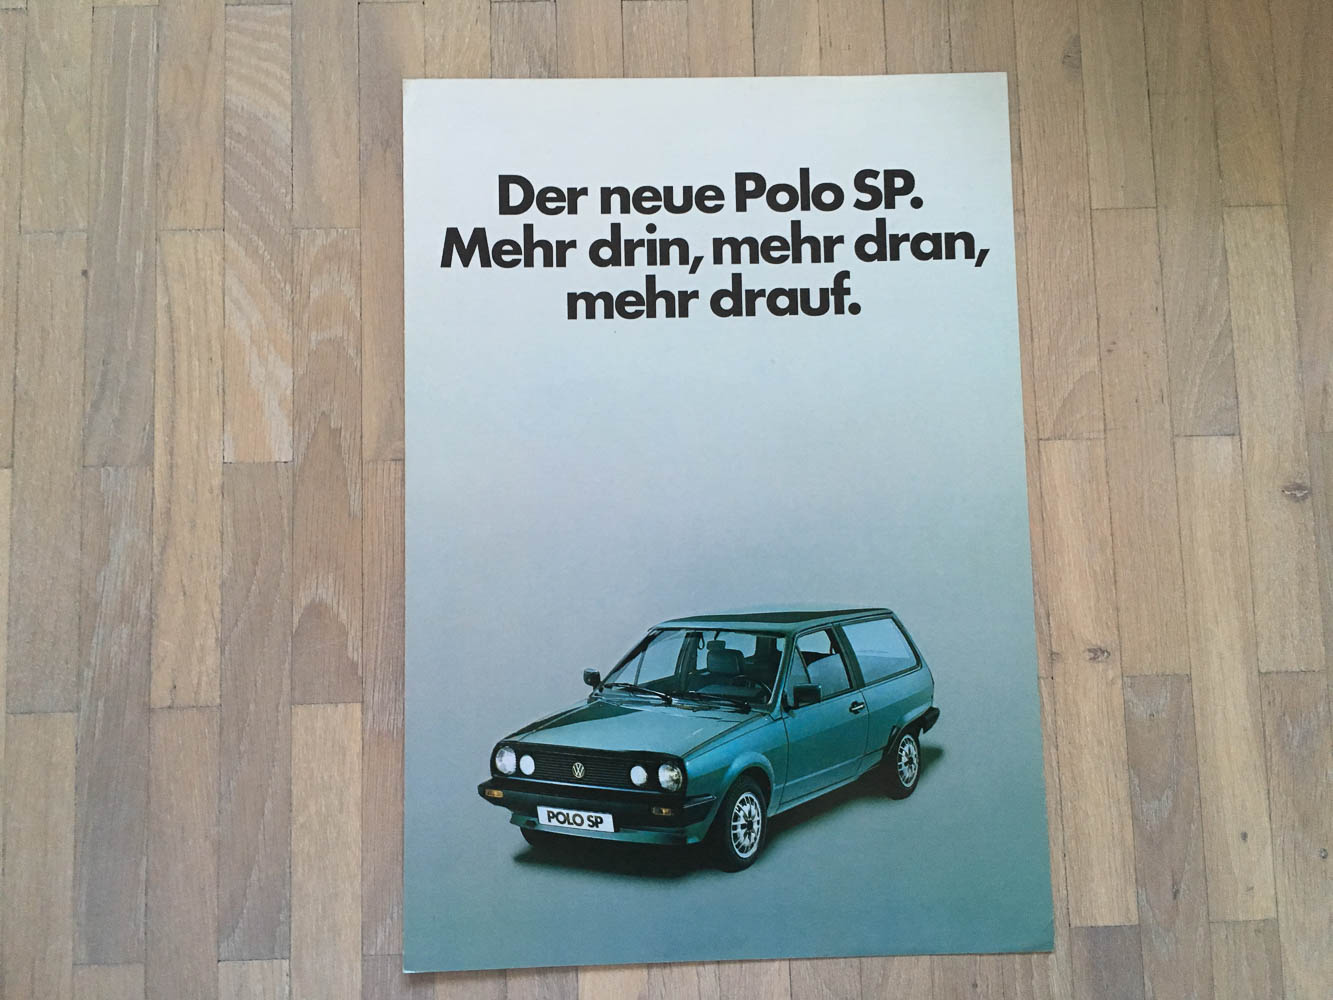 Der neue Polo SP.
Mehr drin, mehr dran,
mehr drauf.
POLO SP